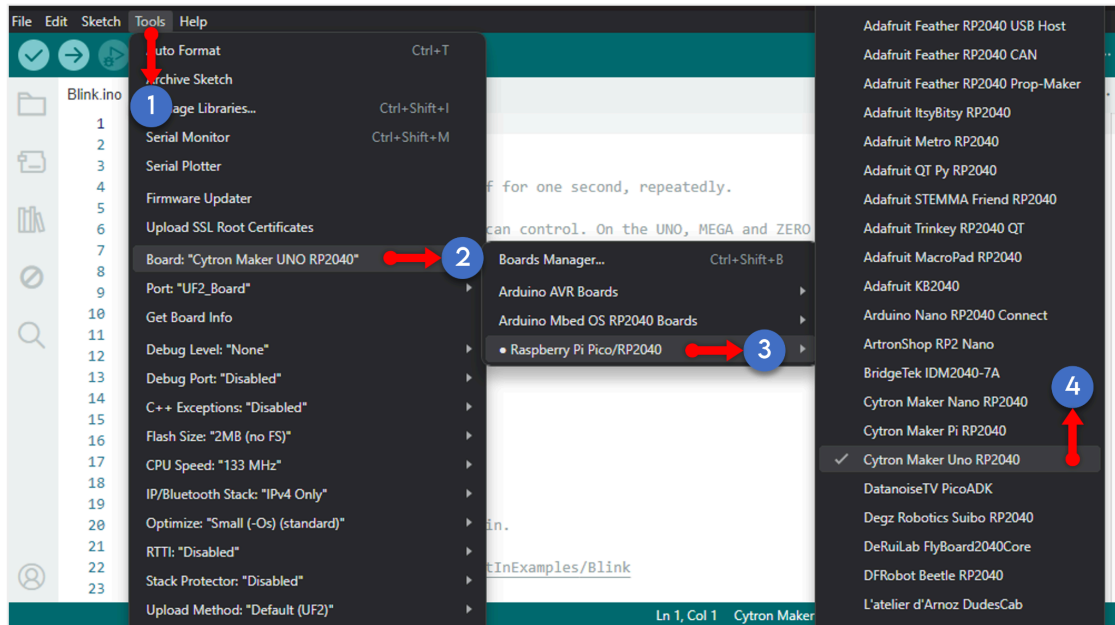 File Edit Sketch Tools Help
Auto Format Ctrl+T
Archive Sketch
Library Libraries... Ctrl+Shift+I
Serial Monitor Ctrl+Shift+M
Serial Plotter
Firmware Updater
Upload SSL Root Certificates
Board: "Cytron Maker UNO RP2040"
Port: "UF2_Board"
Get Board Info
Debug Level: "None"
Debug Port: "Disabled"
C++ Exceptions: "Disabled"
Flash Size: "2MB (no FS)"
CPU Speed: "133 MHz"
IP/Bluetooth Stack: "IPv4 Only"
Optimize: "Small (-Os) (standard)"
RTTI: "Disabled"
Stack Protector: "Disabled"
Upload Method: "Default (UF2)"
Blink.ino
1
2
3
4
5
6
7
8
9
10
11
12
13
14
15
16
17
18
19
20
21
22
23
1
2
3
4
f for one second, repeatedly.
can control. On the UNO, MEGA and ZERO
in.
tInExamples/Blink
Boards Manager... Ctrl+Shift+B
Arduino AVR Boards
Arduino Mbed OS RP2040 Boards
● Raspberry Pi Pico/RP2040
Adafruit Feather RP2040 USB Host
Adafruit Feather RP2040 CAN
Adafruit Feather RP2040 Prop-Maker
Adafruit ItsyBitsy RP2040
Adafruit Metro RP2040
Adafruit QT Py RP2040
Adafruit STEMMA Friend RP2040
Adafruit Trinkey RP2040 QT
Adafruit MacroPad RP2040
Adafruit KB2040
Arduino Nano RP2040 Connect
ArtronShop RP2 Nano
BridgeTek IDM2040-7A
Cytron Maker Nano RP2040
Cytron Maker Pi RP2040
✓ Cytron Maker Uno RP2040
DatanoiseTV PicoADK
Degz Robotics Suibo RP2040
DeRuiLab FlyBoard2040Core
DFRobot Beetle RP2040
L'atelier d'Arnoz DudesCab
Ln 1, Col 1 Cytron Maker